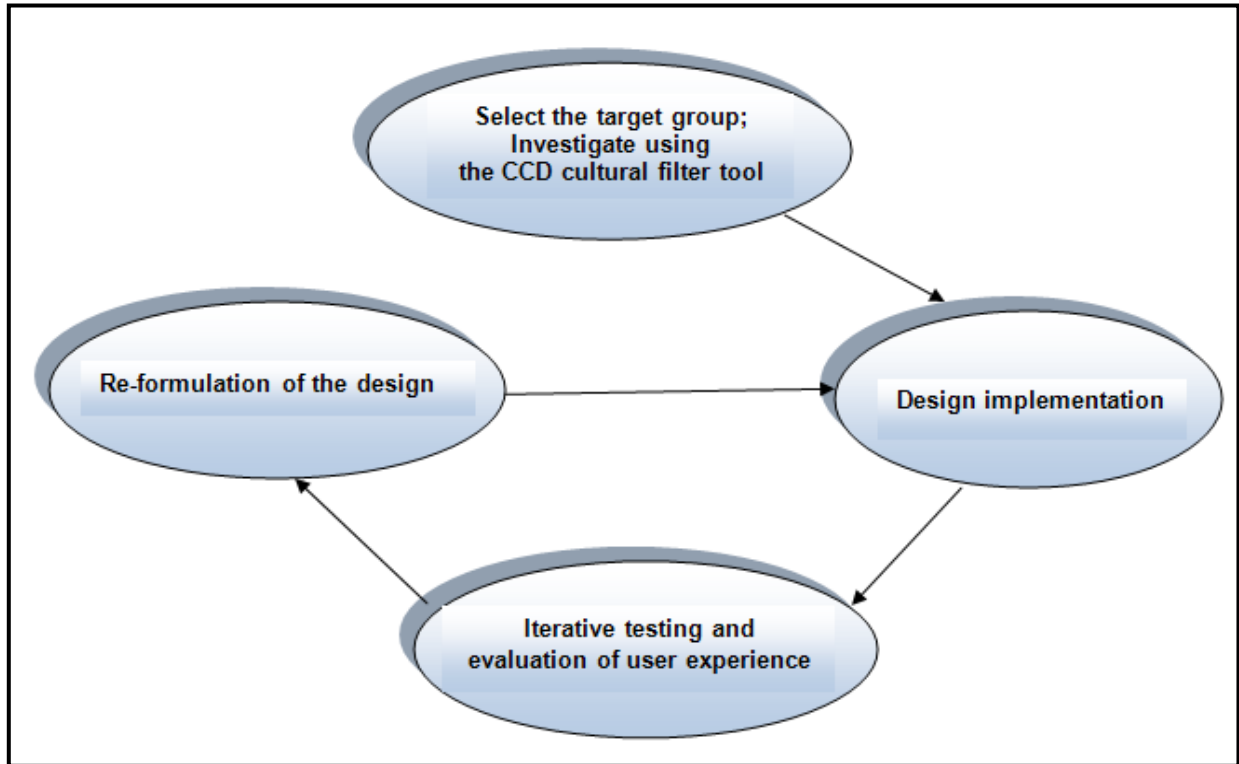 Select the target group;
Investigate using
the CCD cultural filter tool
Re-formulation of the design
Design implementation
Iterative testing and
evaluation of user experience